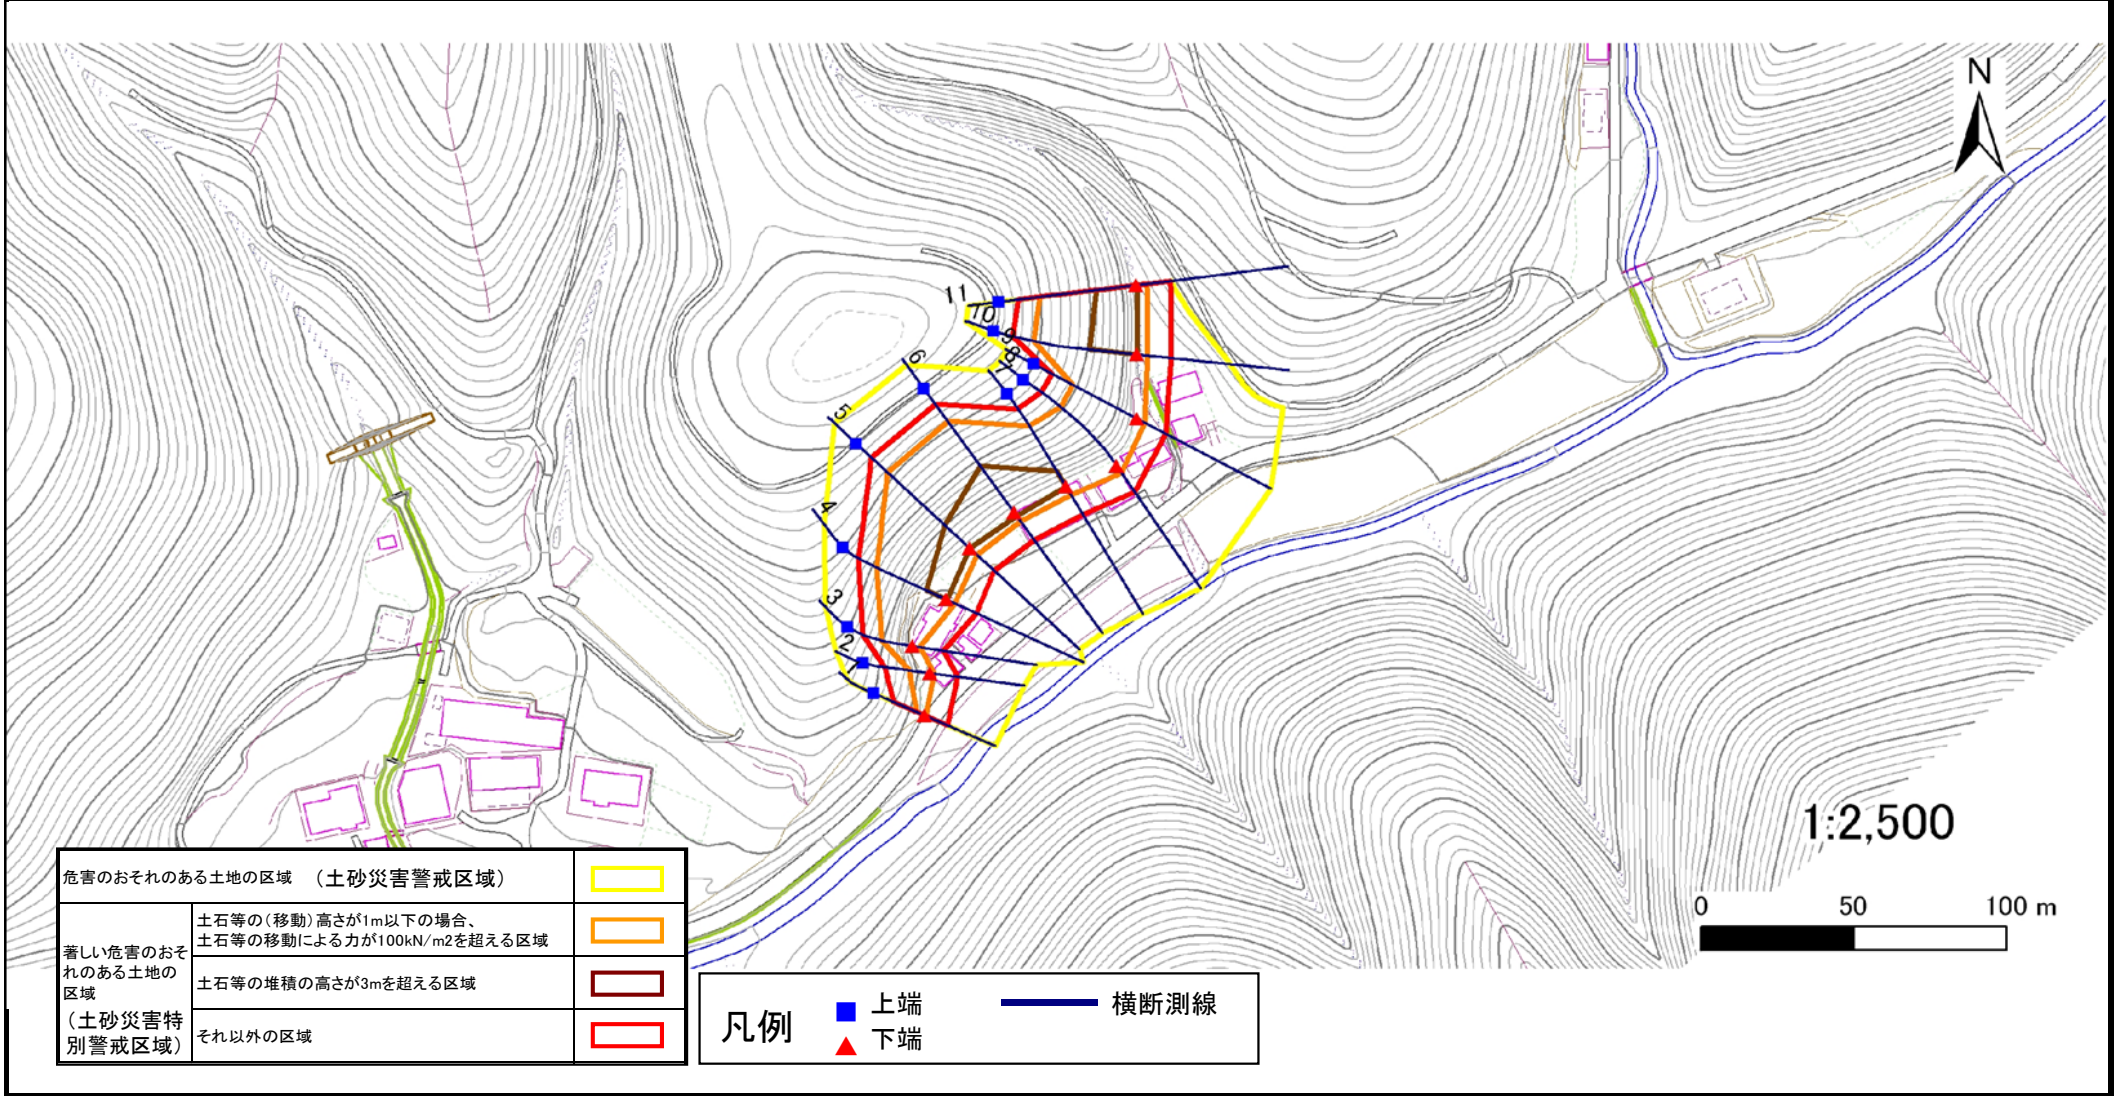 N
11
10
9
8
7
6
5
4
3
2
1
1:2,500
0 50 100 m
危害のおそれのある土地の区域 (土砂災害警戒区域)
著しい危害のおそ
れのある土地の
区域
(土砂災害特
別警戒区域)
土石等の(移動)高さが1m以下の場合、
土石等の移動による力が100kN/m2を超える区域
土石等の堆積の高さが3mを超える区域
それ以外の区域
凡例
上端
下端
横断測線